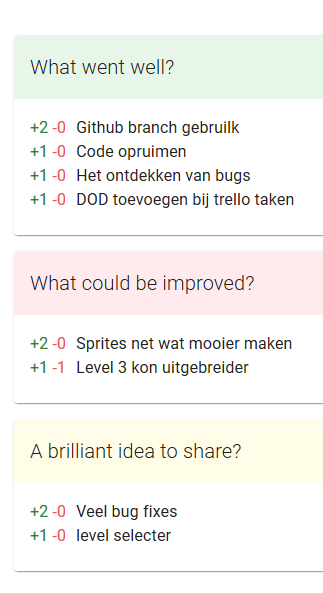 What went well?
+2 -0 Github branch gebruilk
+1 -0 Code opruimen
+1 -0 Het ontdekken van bugs
+1 -0 DOD toevoegen bij trello taken
What could be improved?
+2 -0 Sprites net wat mooier maken
+1 -1 Level 3 kon uitgebreider
A brilliant idea to share?
+2 -0 Veel bug fixes
+1 -0 level selecter